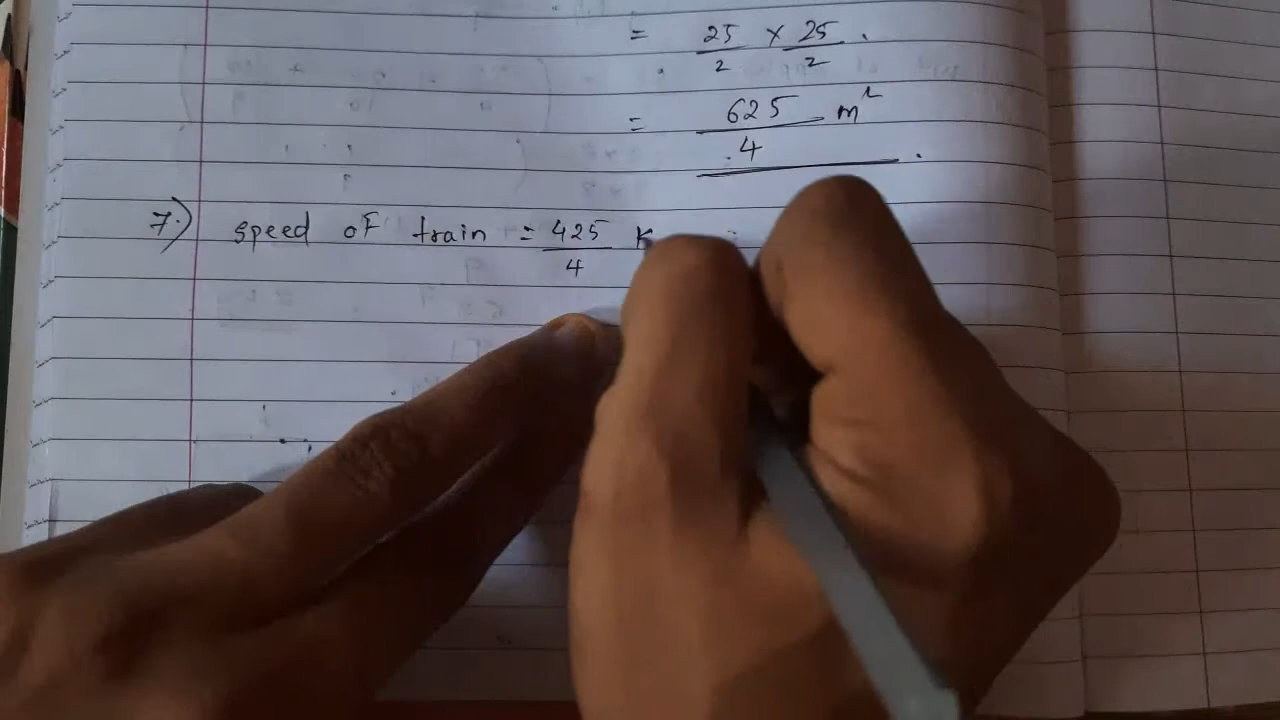 = 25/2 × 25/2 .
= 625/4 m² .
7.) speed of train = 425/4 K